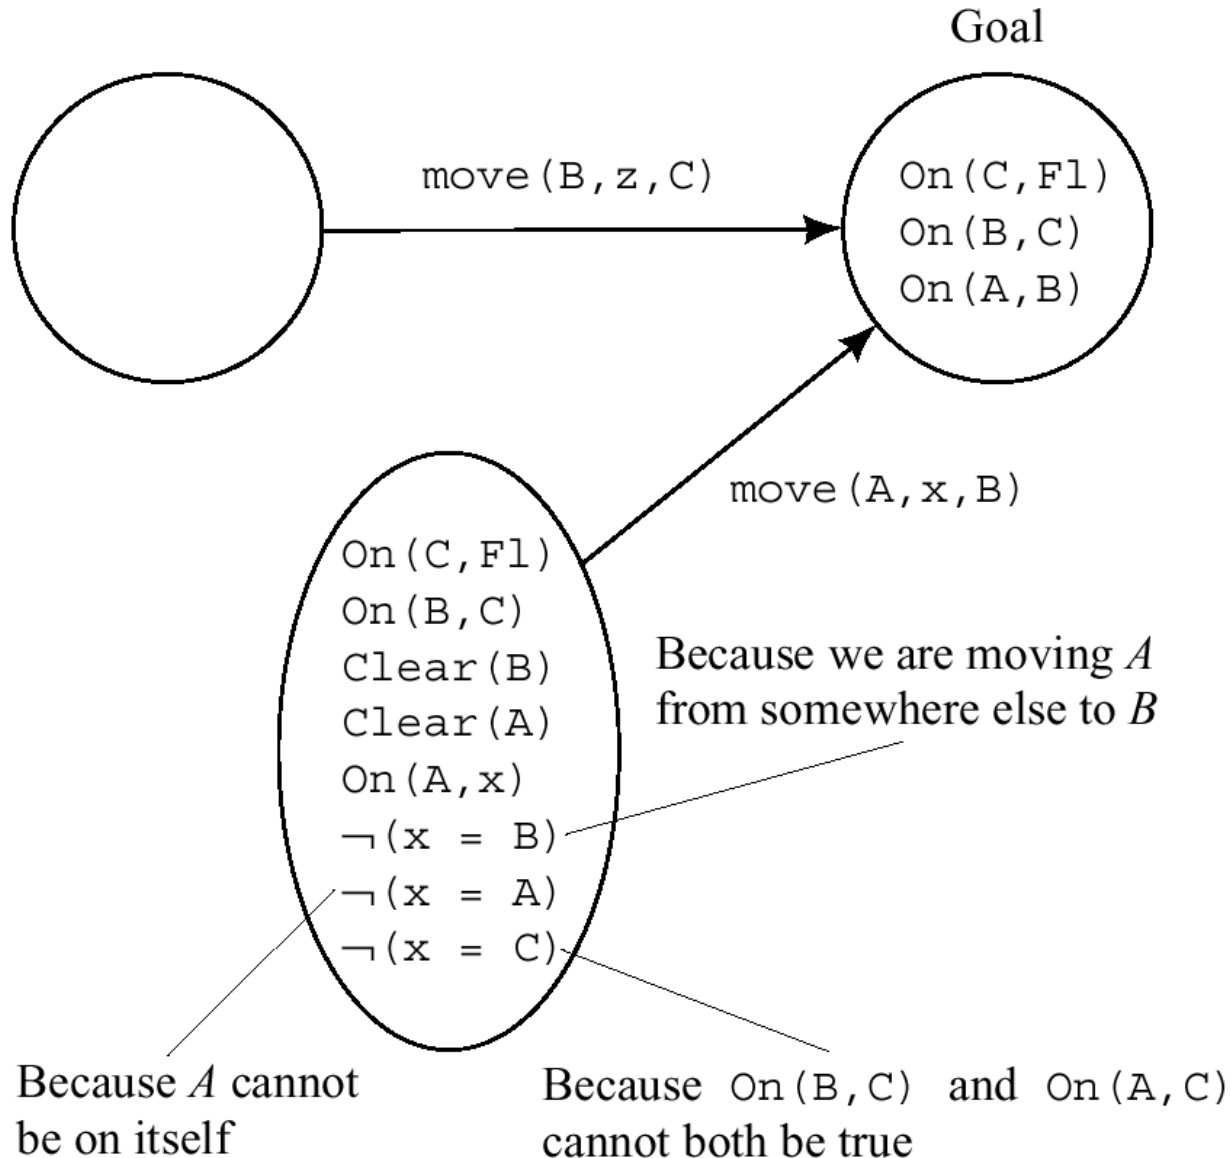 Goal
move(B,z,C)
On(C,Fl)
On(B,C)
On(A,B)
move(A,x,B)
On(C,Fl)
On(B,C)
Clear(B)
Clear(A)
On(A,x)
¬(x = B)
¬(x = A)
¬(x = C)
Because we are moving A
from somewhere else to B
Because A cannot
be on itself
Because On(B,C) and On(A,C)
cannot both be true